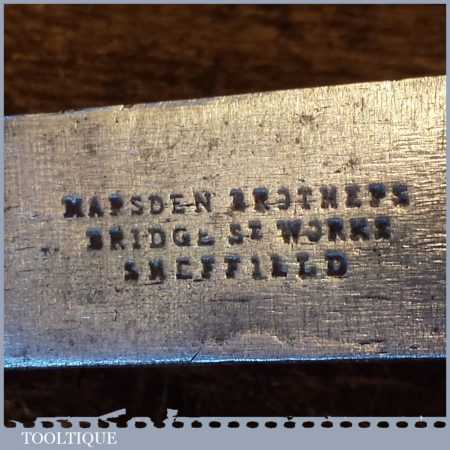 MARSDEN BROTHERS
BRIDGE ST WORKS
SHEFFIELD
TOOLTIQUE